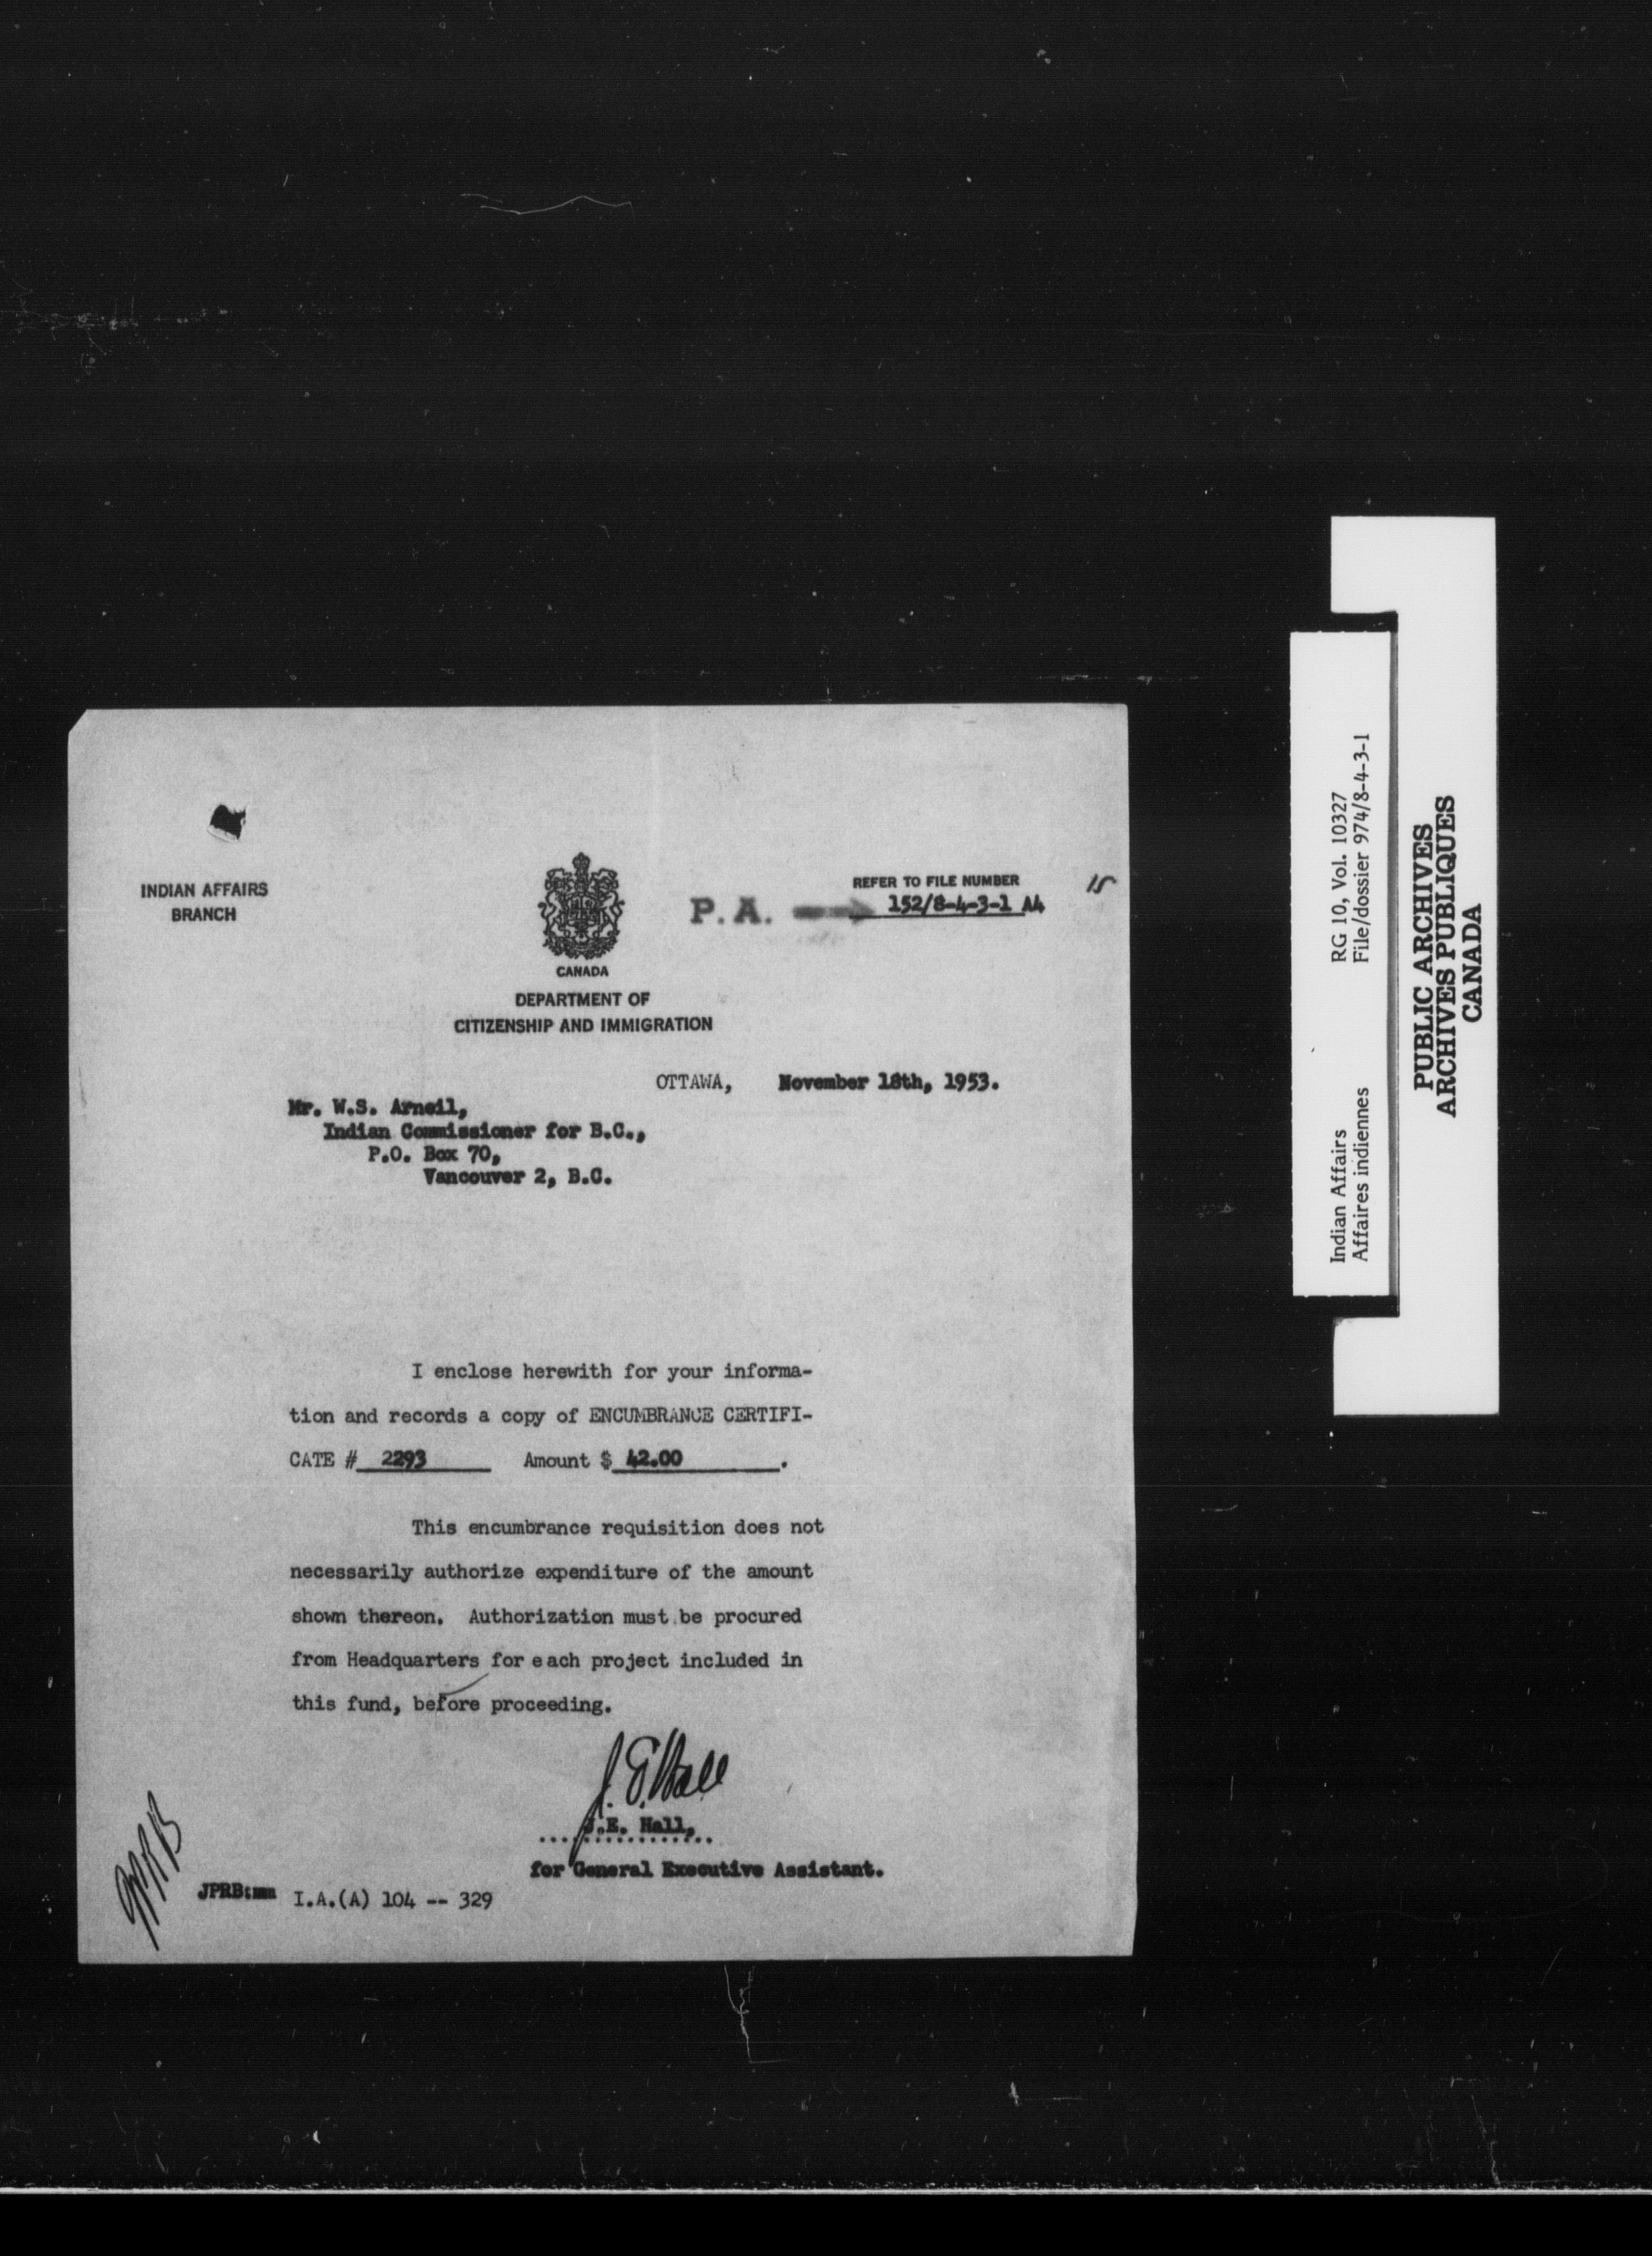 INDIAN AFFAIRS
BRANCH
CANADA
DEPARTMENT OF
CITIZENSHIP AND IMMIGRATION
P. A.
REFER TO FILE NUMBER
152/8-4-3-1 A4
15
OTTAWA, November 18th, 1953.
Mr. W.S. Arneil,
Indian Commissioner for B.C.,
P.O. Box 70,
Vancouver 2, B.C.
I enclose herewith for your informa-
tion and records a copy of ENCUMBRANCE CERTIFI-
CATE # 2293 Amount $ 42.00 .
This encumbrance requisition does not
necessarily authorize expenditure of the amount
shown thereon. Authorization must be procured
from Headquarters for each project included in
this fund, before proceeding.
J. E. Hall
J.E. Hall,
for General Executive Assistant.
JPRB:mm I.A.(A) 104 -- 329
Indian Affairs RG 10, Vol. 10327
Affaires indiennes File/dossier 974/8-4-3-1
PUBLIC ARCHIVES
ARCHIVES PUBLIQUES
CANADA